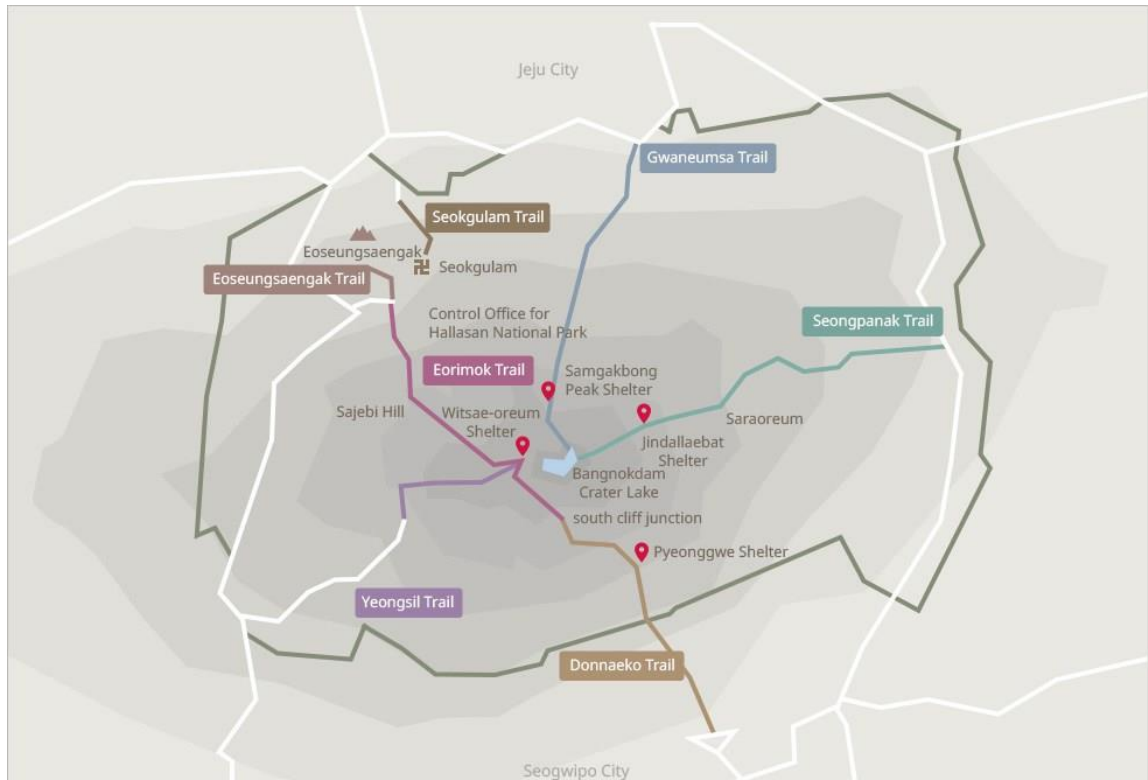 Jeju City
Gwaneumsa Trail
Seokgulam Trail
Eoseungsaengak
Seokgulam
Eoseungsaengak Trail
Control Office for
Hallasan National Park
Seongpanak Trail
Eorimok Trail
Samgakbong
Peak Shelter
Sajebi Hill
Witsae-oreum
Shelter
Saraoreum
Jindallaebat
Shelter
Bangnokdam
Crater Lake
south cliff junction
Pyeonggwe Shelter
Yeongsil Trail
Donnaeko Trail
Seogwipo City